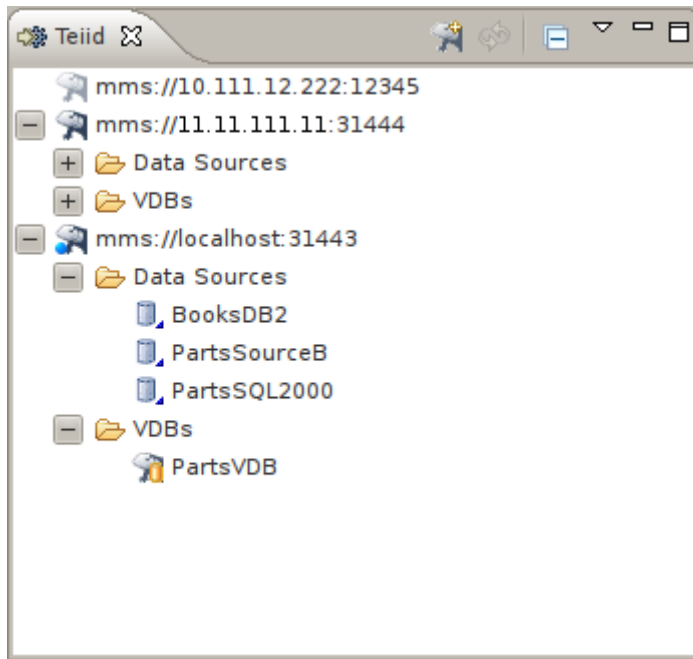 Teiid
mms://10.111.12.222:12345
mms://11.11.111.11:31444
Data Sources
VDBs
mms://localhost:31443
Data Sources
BooksDB2
PartsSourceB
PartsSQL2000
VDBs
PartsVDB